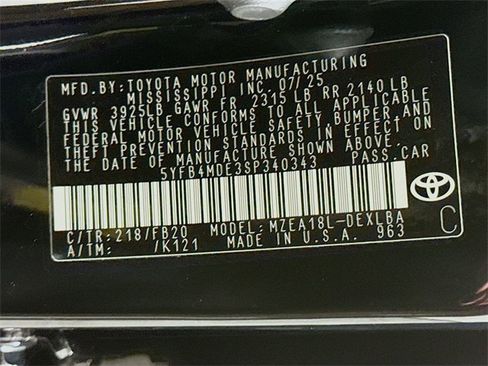 MFD.BY: TOYOTA MOTOR MANUFACTURING
MISSISSIPPI INC. 07/25
GVWR 3925LB GAWR FR 2315 LB RR 2140 LB
THIS VEHICLE CONFORMS TO ALL APPLICABLE
FEDERAL MOTOR VEHICLE SAFETY, BUMPER, AND
THEFT PREVENTION STANDARDS IN EFFECT ON
THE DATE OF MANUFACTURE SHOWN ABOVE.
5YFB4MDE3SP340343 PASS.CAR
C/TR:218/FB20 MODEL:MZEA18L-DEXLBA
A/TM: /K121 MADE IN U.S.A. 963
TOYOTA
C